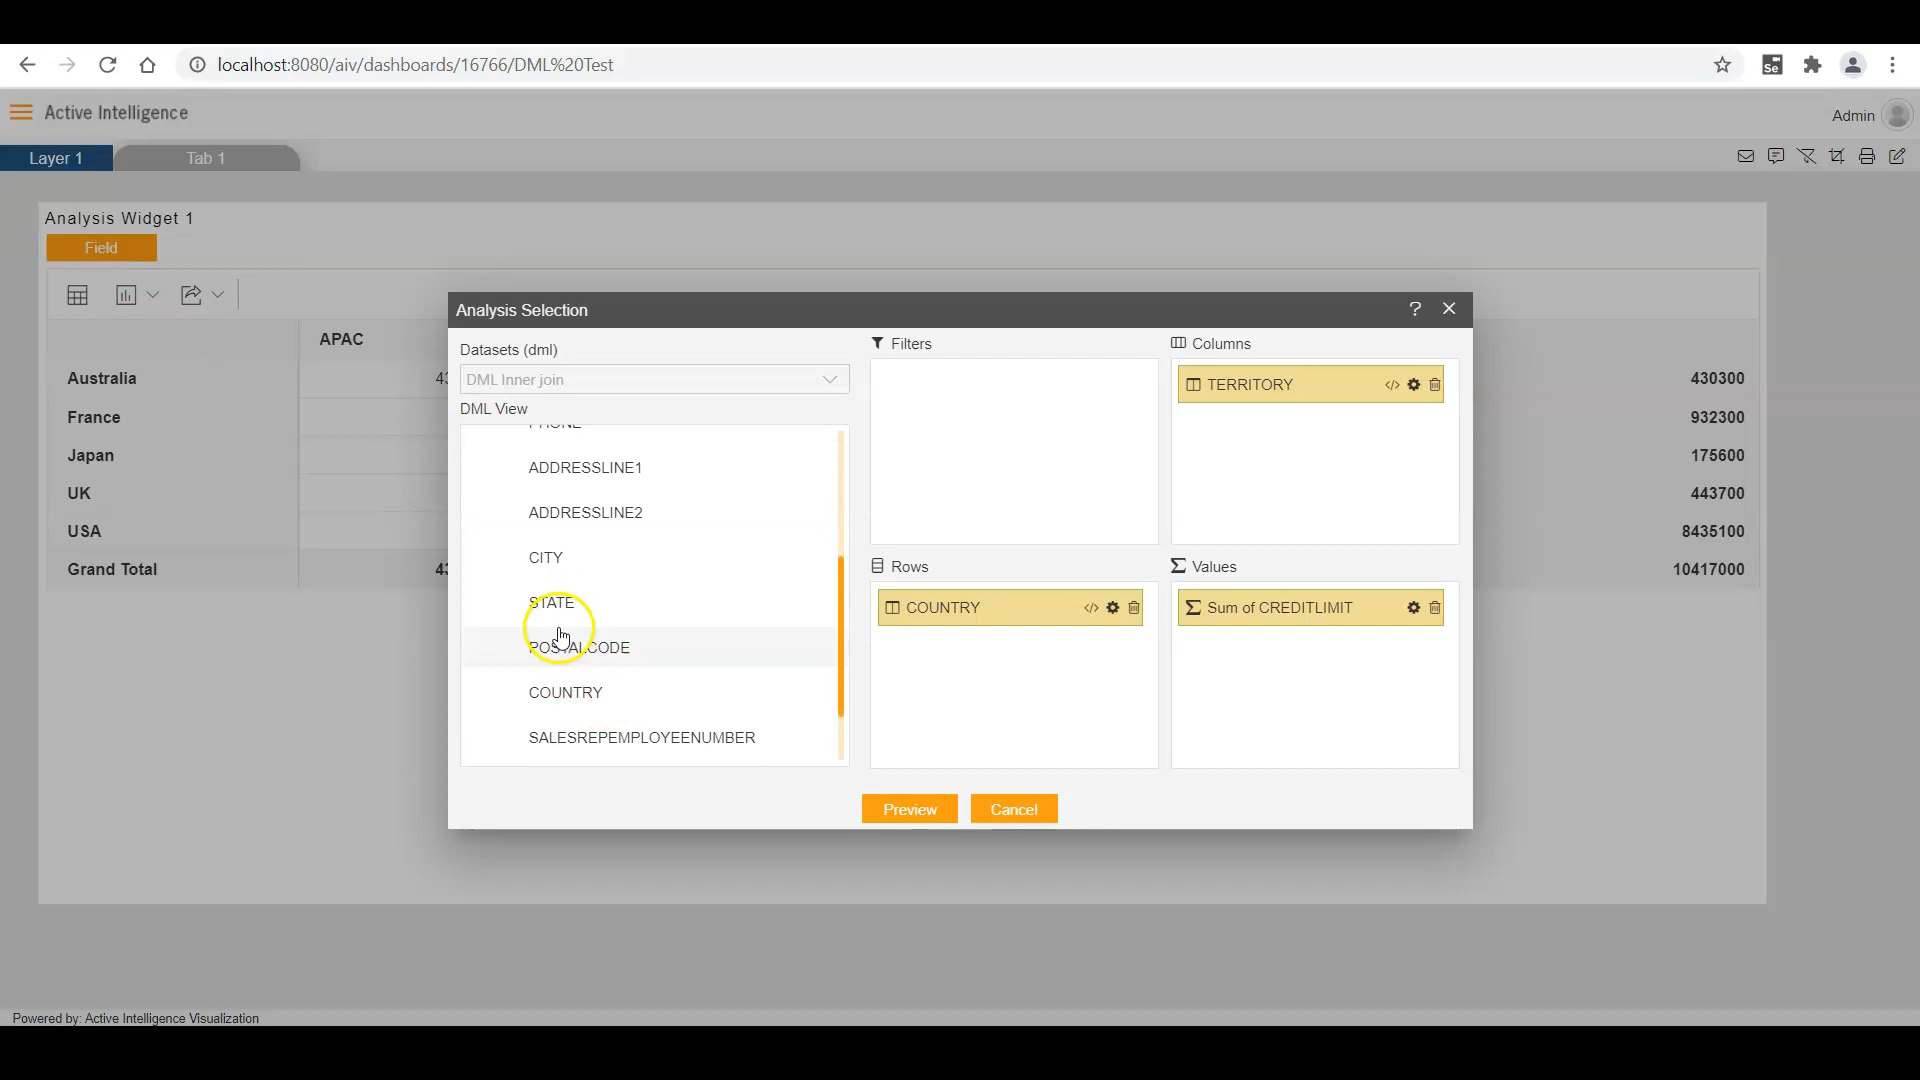 localhost:8080/aiv/dashboards/16766/DML%20Test
Se
Active Intelligence
Admin
Layer 1
Tab 1
Analysis Widget 1
Field
APAC
Australia
430300
France
932300
Japan
175600
UK
443700
USA
8435100
Grand Total
10417000
Analysis Selection
?
Datasets (dml)
DML Inner join
DML View
PHONE
ADDRESSLINE1
ADDRESSLINE2
CITY
STATE
POSTALCODE
COUNTRY
SALESREPEMPLOYEENUMBER
Filters
Columns
TERRITORY </>
Rows
COUNTRY </>
Values
Sum of CREDITLIMIT
Preview
Cancel
Powered by: Active Intelligence Visualization